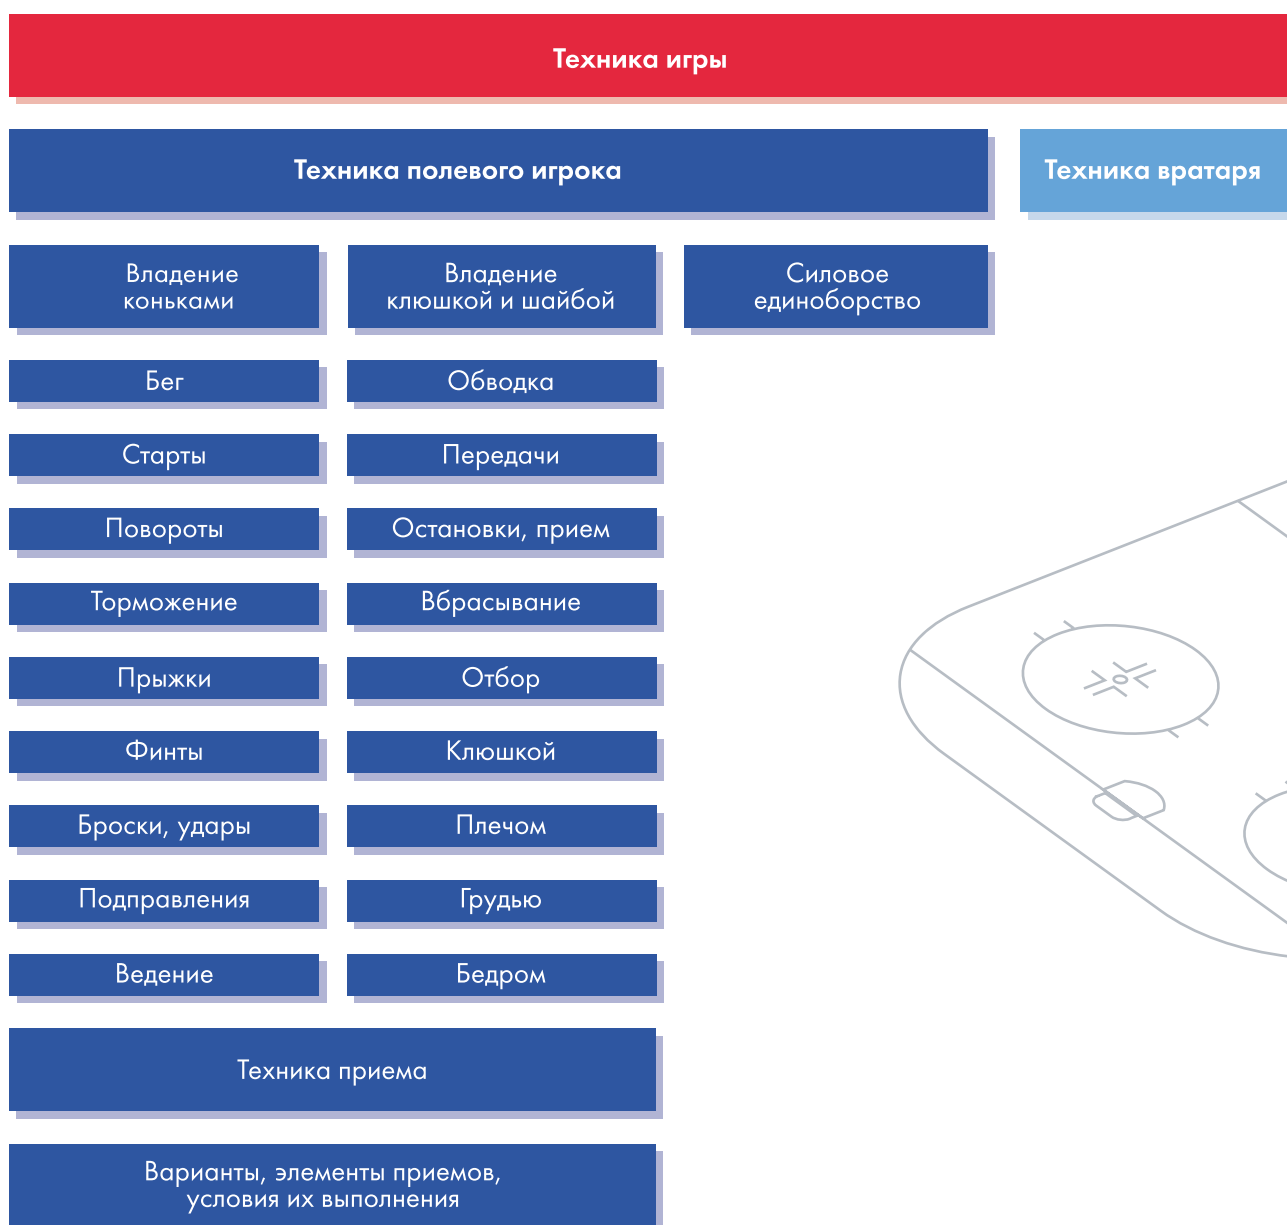 Техника игры
Техника полевого игрока
Техника вратаря
Владение
коньками
Владение
клюшкой и шайбой
Силовое
единоборство
Бег
Обводка
Старты
Передачи
Повороты
Остановки, прием
Торможение
Вбрасывание
Прыжки
Отбор
Финты
Клюшкой
Броски, удары
Плечом
Подправления
Грудью
Ведение
Бедром
Техника приема
Варианты, элементы приемов,
условия их выполнения